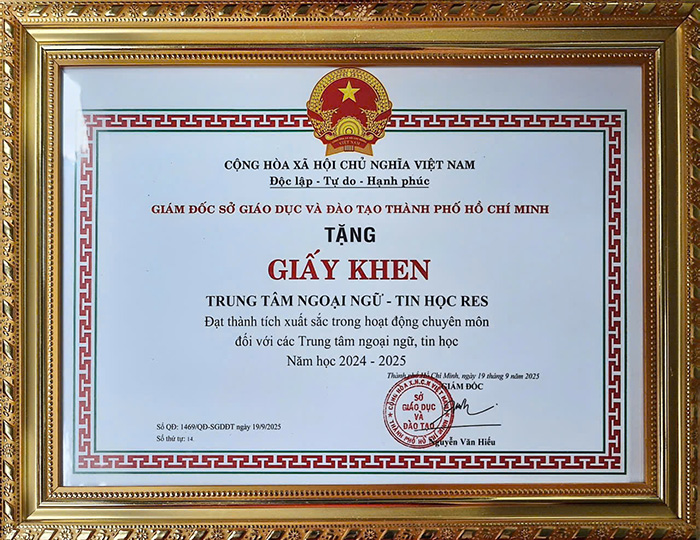 CỘNG HÒA XÃ HỘI CHỦ NGHĨA VIỆT NAM
Độc lập - Tự do - Hạnh phúc
GIÁM ĐỐC SỞ GIÁO DỤC VÀ ĐÀO TẠO THÀNH PHỐ HỒ CHÍ MINH
TẶNG
GIẤY KHEN
TRUNG TÂM NGOẠI NGỮ - TIN HỌC RES
Đạt thành tích xuất sắc trong hoạt động chuyên môn
đối với các Trung tâm ngoại ngữ, tin học
Năm học 2024 - 2025
Thành phố Hồ Chí Minh, ngày 19 tháng 9 năm 2025
GIÁM ĐỐC
SỞ
GIÁO DỤC
VÀ
ĐÀO TẠO
Số QĐ: 1469/QĐ-SGDĐT ngày 19/9/2025
Số thứ tự: 14.
Nguyễn Văn Hiếu